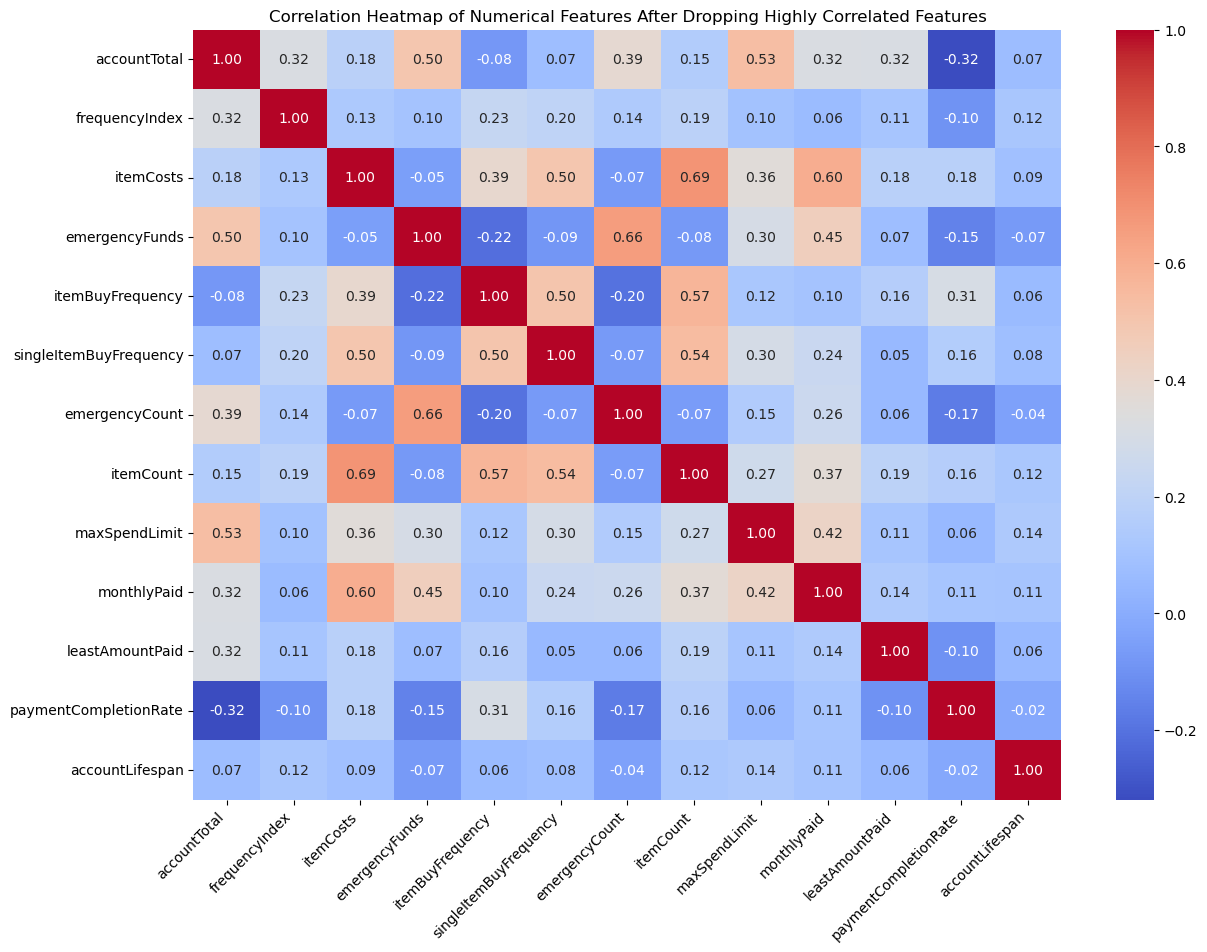 Correlation Heatmap of Numerical Features After Dropping Highly Correlated Features
accountTotal 1.00 0.32 0.18 0.50 -0.08 0.07 0.39 0.15 0.53 0.32 0.32 -0.32 0.07
frequencyIndex 0.32 1.00 0.13 0.10 0.23 0.20 0.14 0.19 0.10 0.06 0.11 -0.10 0.12
itemCosts 0.18 0.13 1.00 -0.05 0.39 0.50 -0.07 0.69 0.36 0.60 0.18 0.18 0.09
emergencyFunds 0.50 0.10 -0.05 1.00 -0.22 -0.09 0.66 -0.08 0.30 0.45 0.07 -0.15 -0.07
itemBuyFrequency -0.08 0.23 0.39 -0.22 1.00 0.50 -0.20 0.57 0.12 0.10 0.16 0.31 0.06
singleItemBuyFrequency 0.07 0.20 0.50 -0.09 0.50 1.00 -0.07 0.54 0.30 0.24 0.05 0.16 0.08
emergencyCount 0.39 0.14 -0.07 0.66 -0.20 -0.07 1.00 -0.07 0.15 0.26 0.06 -0.17 -0.04
itemCount 0.15 0.19 0.69 -0.08 0.57 0.54 -0.07 1.00 0.27 0.37 0.19 0.16 0.12
maxSpendLimit 0.53 0.10 0.36 0.30 0.12 0.30 0.15 0.27 1.00 0.42 0.11 0.06 0.14
monthlyPaid 0.32 0.06 0.60 0.45 0.10 0.24 0.26 0.37 0.42 1.00 0.14 0.11 0.11
leastAmountPaid 0.32 0.11 0.18 0.07 0.16 0.05 0.06 0.19 0.11 0.14 1.00 -0.10 0.06
paymentCompletionRate -0.32 -0.10 0.18 -0.15 0.31 0.16 -0.17 0.16 0.06 0.11 -0.10 1.00 -0.02
accountLifespan 0.07 0.12 0.09 -0.07 0.06 0.08 -0.04 0.12 0.14 0.11 0.06 -0.02 1.00
accountTotal
frequencyIndex
itemCosts
emergencyFunds
itemBuyFrequency
singleItemBuyFrequency
emergencyCount
itemCount
maxSpendLimit
monthlyPaid
leastAmountPaid
paymentCompletionRate
accountLifespan
1.0
0.8
0.6
0.4
0.2
0.0
−0.2